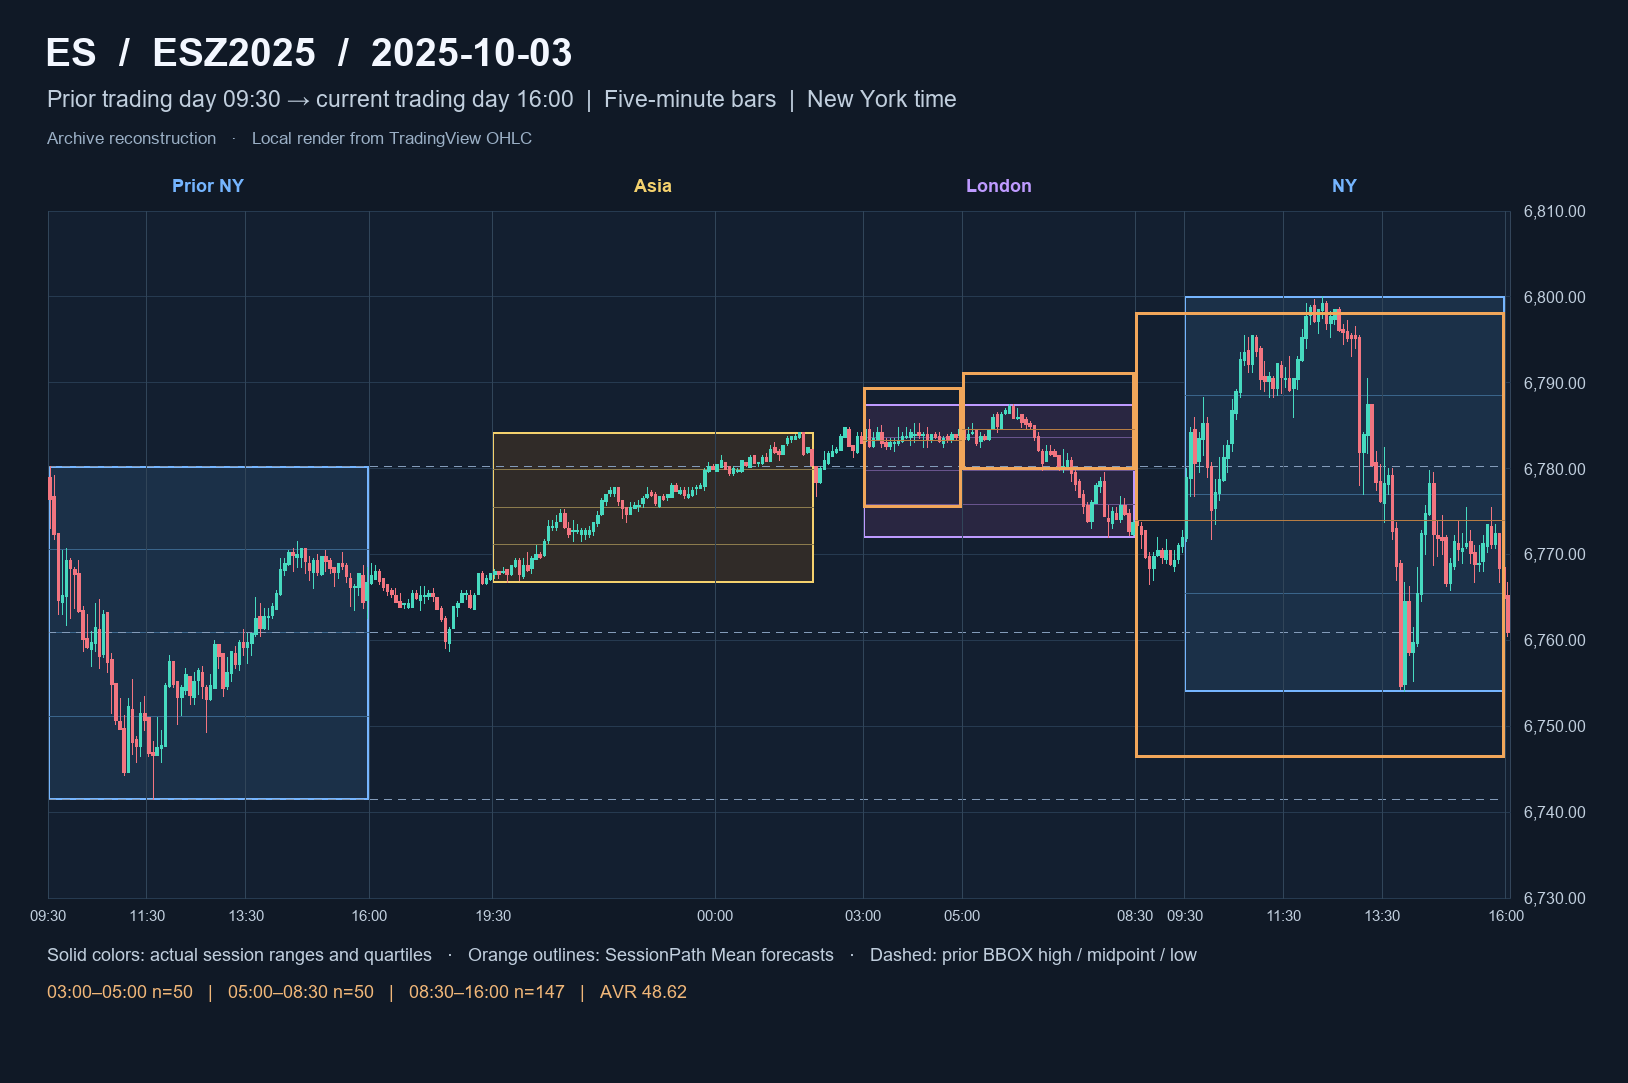 ES / ESZ2025 / 2025-10-03
Prior trading day 09:30 → current trading day 16:00 | Five-minute bars | New York time
Archive reconstruction · Local render from TradingView OHLC
Prior NY Asia London NY
6,810.00
6,800.00
6,790.00
6,780.00
6,770.00
6,760.00
6,750.00
6,740.00
6,730.00
09:30 11:30 13:30 16:00 19:30 00:00 03:00 05:00 08:30 09:30 11:30 13:30 16:00
Solid colors: actual session ranges and quartiles · Orange outlines: SessionPath Mean forecasts · Dashed: prior BBOX high / midpoint / low
03:00–05:00 n=50 | 05:00–08:30 n=50 | 08:30–16:00 n=147 | AVR 48.62